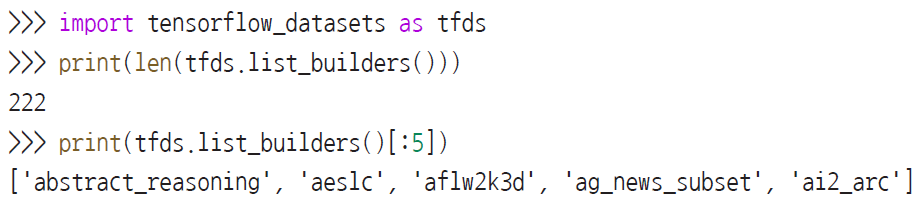 >>> import tensorflow_datasets as tfds
>>> print(len(tfds.list_builders()))
222
>>> print(tfds.list_builders()[:5])
['abstract_reasoning', 'aeslc', 'aflw2k3d', 'ag_news_subset', 'ai2_arc']